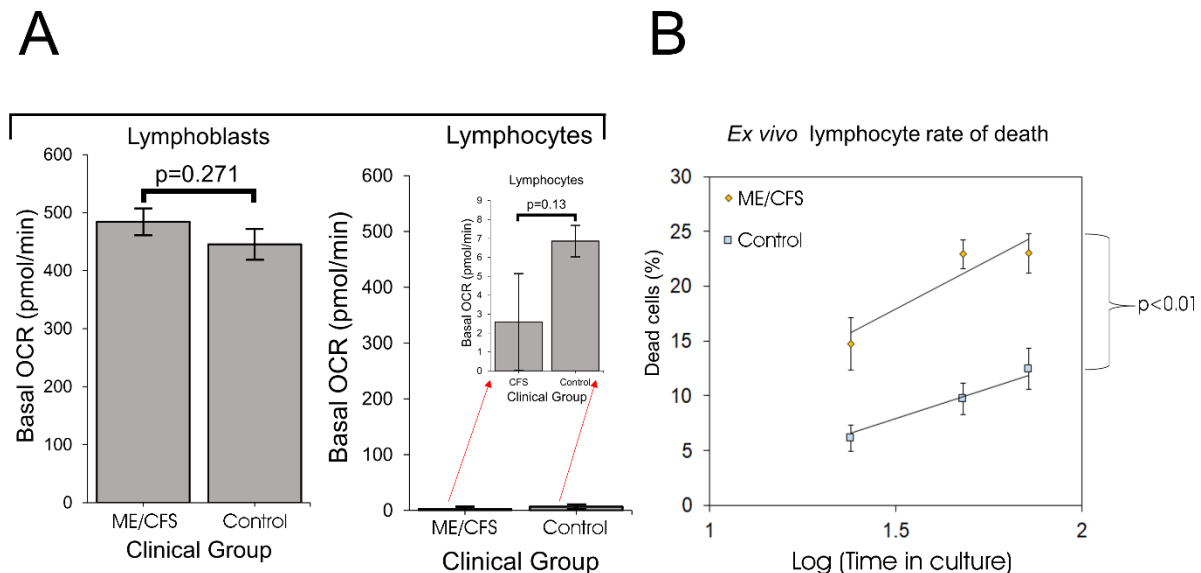 A
Lymphoblasts
p=0.271
600
500
400
300
200
100
0
Basal OCR (pmol/min)
ME/CFS
Control
Clinical Group
Lymphocytes
600
500
400
300
200
100
0
Basal OCR (pmol/min)
ME/CFS
Control
Clinical Group
Lymphocytes
p=0.13
9
8
7
6
5
4
3
2
1
0
Basal OCR (pmol/min)
CFS
Control
Clinical Group
B
Ex vivo lymphocyte rate of death
30
25
20
15
10
5
0
Dead cells (%)
ME/CFS
Control
p<0.01
1
1.5
2
Log (Time in culture)